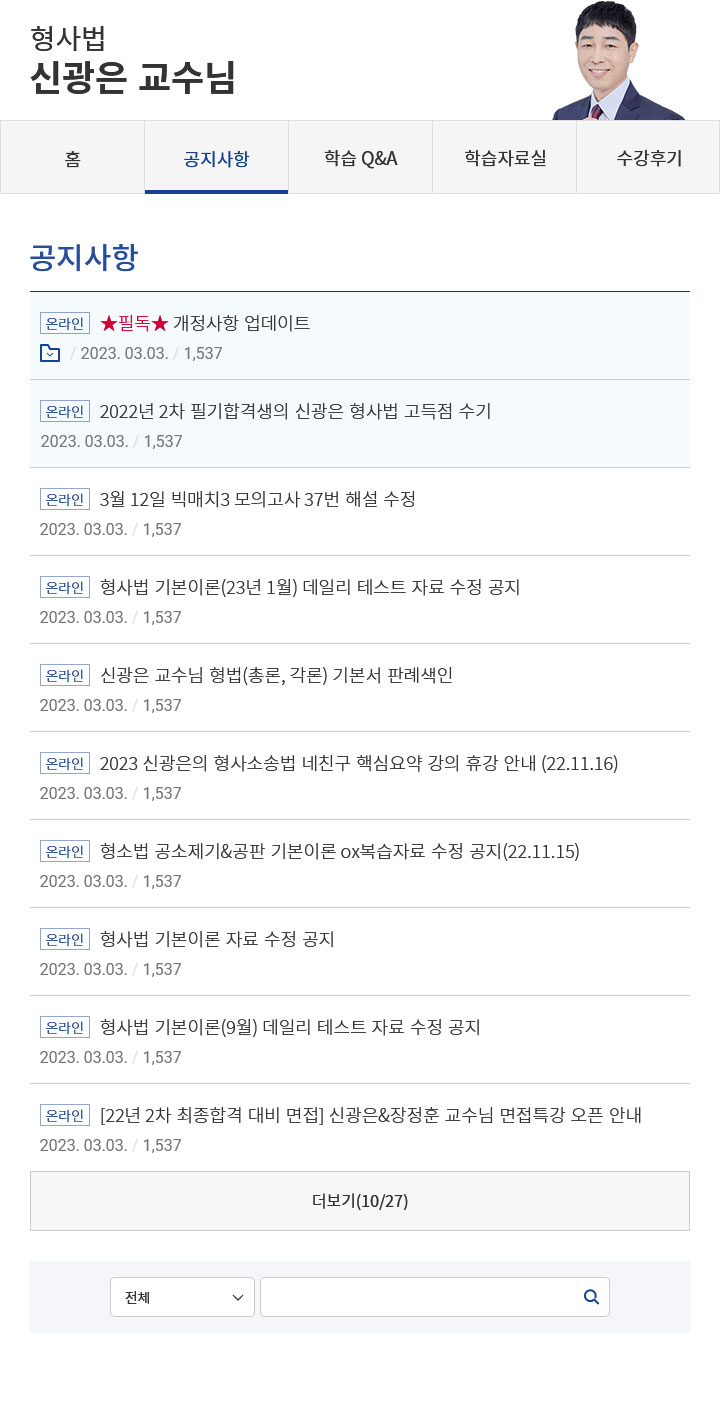 형사법
신광은 교수님
홈 공지사항 학습 Q&A 학습자료실 수강후기
공지사항
온라인 ★필독★ 개정사항 업데이트
/ 2023. 03.03. / 1,537
온라인 2022년 2차 필기합격생의 신광은 형사법 고득점 수기
2023. 03.03. / 1,537
온라인 3월 12일 빅매치3 모의고사 37번 해설 수정
2023. 03.03. / 1,537
온라인 형사법 기본이론(23년 1월) 데일리 테스트 자료 수정 공지
2023. 03.03. / 1,537
온라인 신광은 교수님 형법(총론, 각론) 기본서 판례색인
2023. 03.03. / 1,537
온라인 2023 신광은의 형사소송법 네친구 핵심요약 강의 휴강 안내 (22.11.16)
2023. 03.03. / 1,537
온라인 형소법 공소제기&공판 기본이론 ox복습자료 수정 공지(22.11.15)
2023. 03.03. / 1,537
온라인 형사법 기본이론 자료 수정 공지
2023. 03.03. / 1,537
온라인 형사법 기본이론(9월) 데일리 테스트 자료 수정 공지
2023. 03.03. / 1,537
온라인 [22년 2차 최종합격 대비 면접] 신광은&장정훈 교수님 면접특강 오픈 안내
2023. 03.03. / 1,537
더보기(10/27)
전체